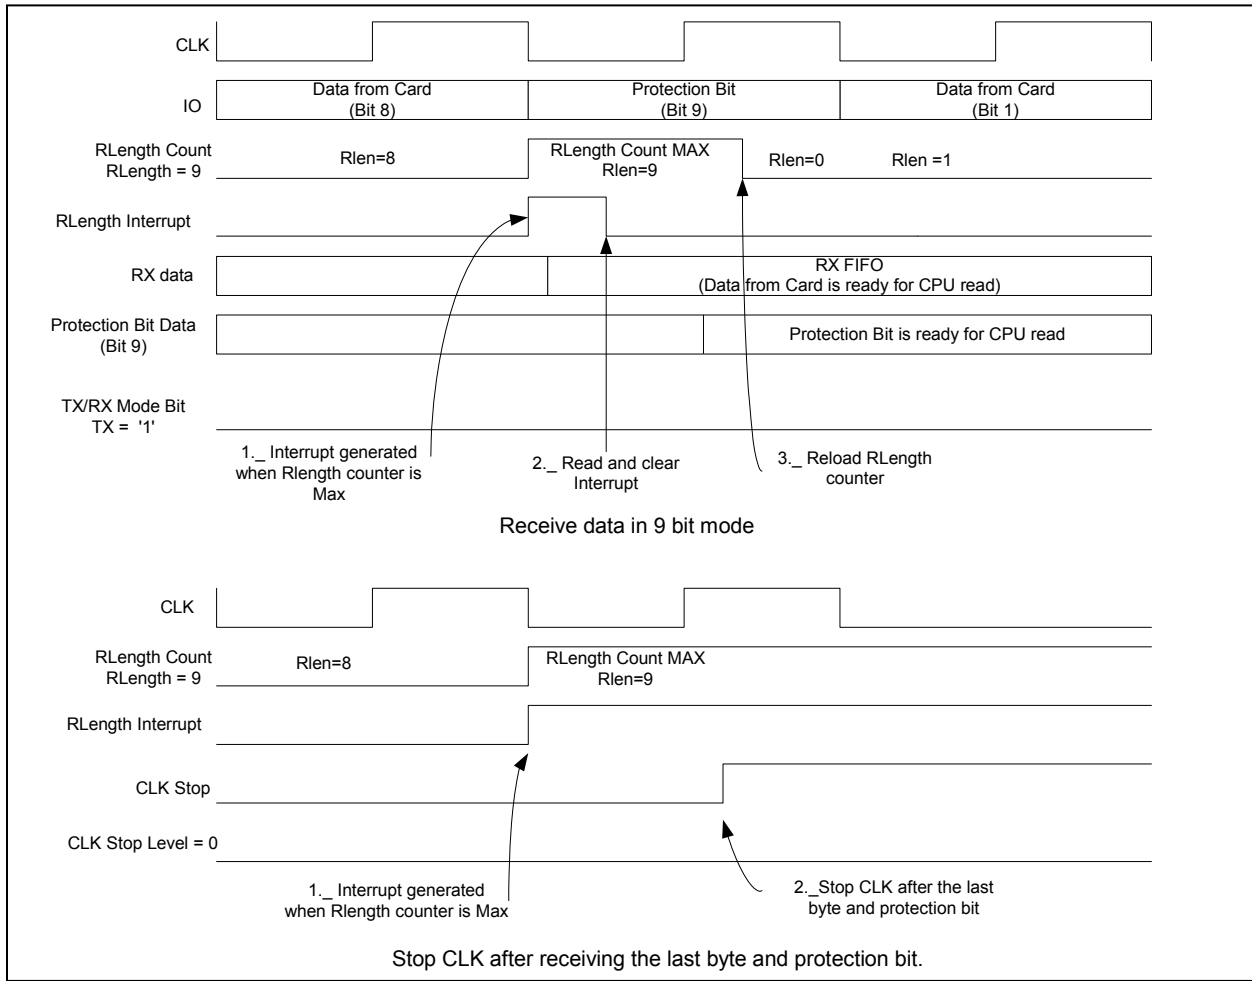 CLK
IO
Data from Card
(Bit 8)
Protection Bit
(Bit 9)
Data from Card
(Bit 1)
RLength Count
RLength = 9
Rlen=8
RLength Count MAX
Rlen=9
Rlen=0
Rlen =1
RLength Interrupt
RX data
RX FIFO
(Data from Card is ready for CPU read)
Protection Bit Data
(Bit 9)
Protection Bit is ready for CPU read
TX/RX Mode Bit
TX = '1'
1._ Interrupt generated
when Rlength counter is
Max
2._ Read and clear
Interrupt
3._ Reload RLength
counter
Receive data in 9 bit mode
CLK
RLength Count
RLength = 9
Rlen=8
RLength Count MAX
Rlen=9
RLength Interrupt
CLK Stop
CLK Stop Level = 0
1._ Interrupt generated
when Rlength counter is Max
2._Stop CLK after the last
byte and protection bit
Stop CLK after receiving the last byte and protection bit.